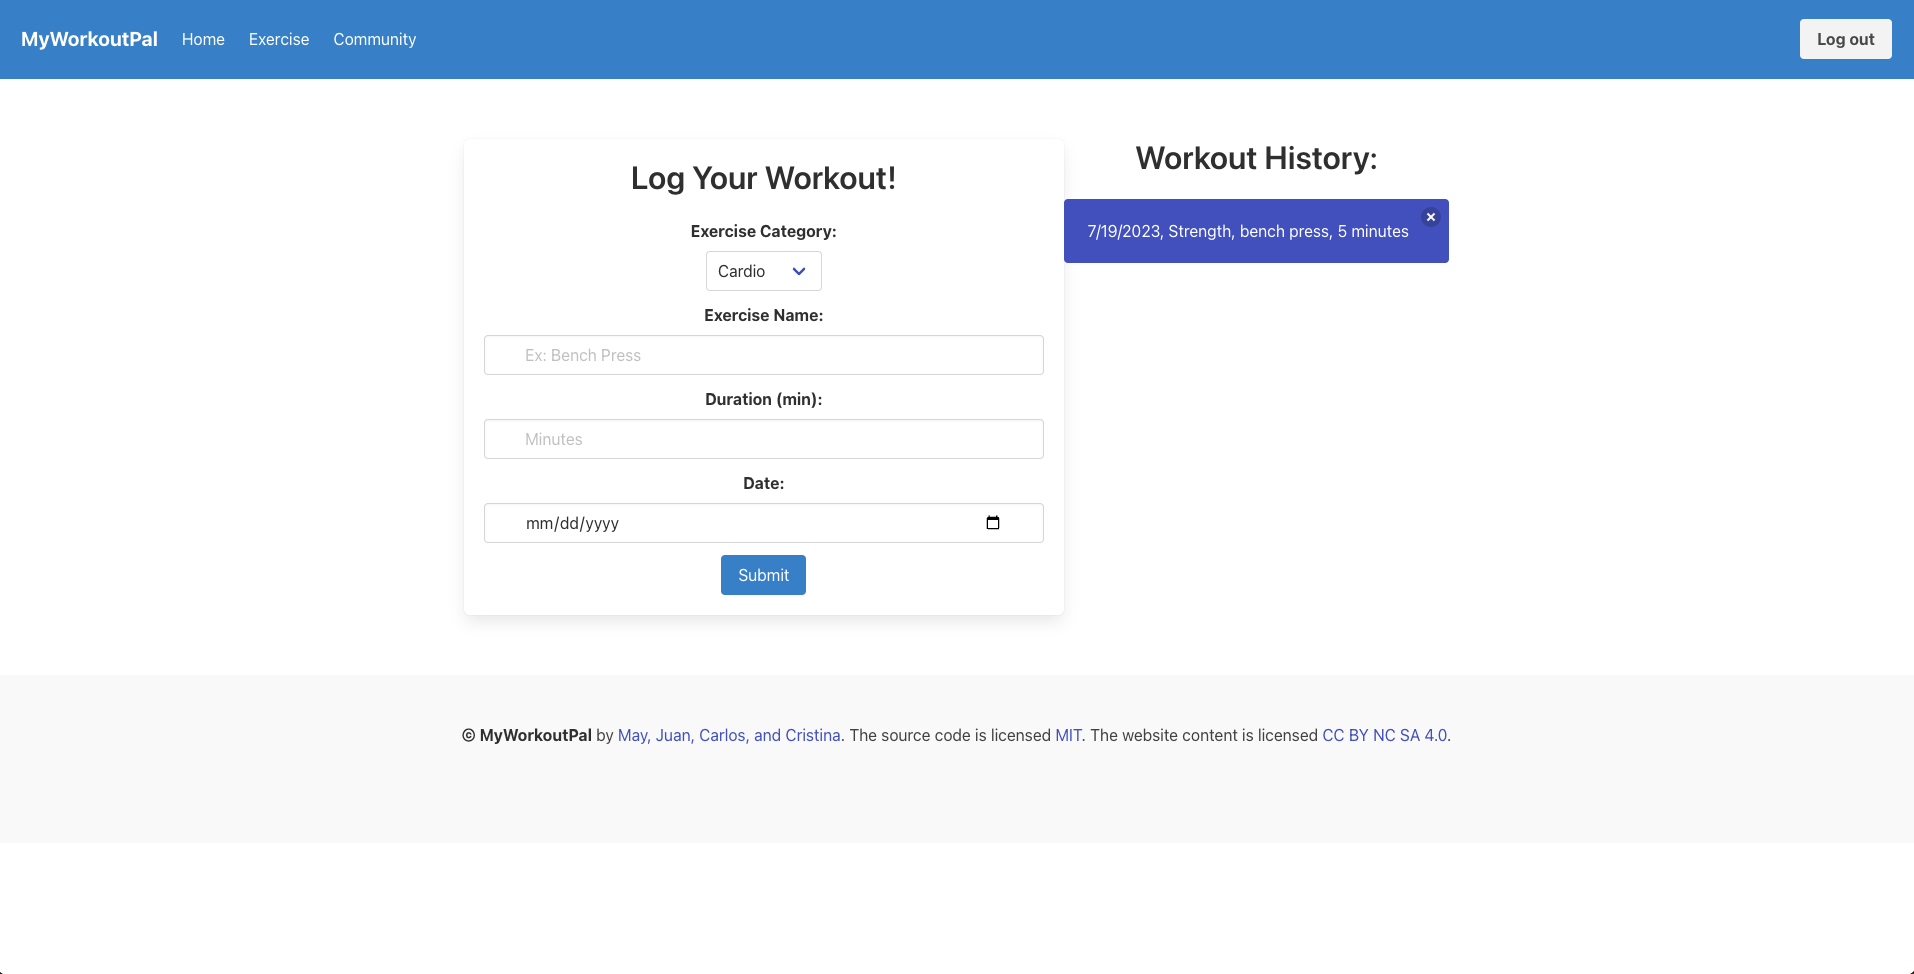 MyWorkoutPal Home Exercise Community Log out
Log Your Workout!
Exercise Category:
Cardio
Exercise Name:
Ex: Bench Press
Duration (min):
Minutes
Date:
mm/dd/yyyy
Submit
Workout History:
7/19/2023, Strength, bench press, 5 minutes
© MyWorkoutPal by May, Juan, Carlos, and Cristina. The source code is licensed MIT. The website content is licensed CC BY NC SA 4.0.